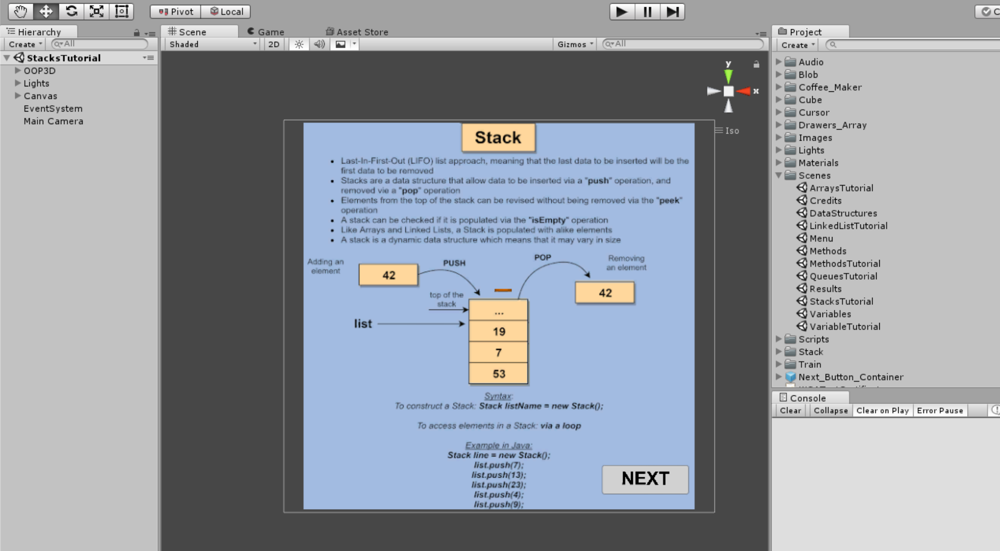 Pivot
Local
C
Hierarchy
Create
All
StacksTutorial
OOP3D
Lights
Canvas
EventSystem
Main Camera
Scene
Game
Asset Store
Shaded
2D
Gizmos
All
y
x
Iso
Stack
Last-In-First-Out (LIFO) list approach, meaning that the last data to be inserted will be the
first data to be removed
Stacks are a data structure that allow data to be inserted via a "push" operation, and
removed vie a "pop" operation
Elements from the top of the stack can be revised without being removed via the "peek"
operation
A stack can be checked if it is populated via the "isEmpty" operation
Like Arrays and Linked Lists, a Stack is populated with alike elements
A stack is a dynamic data structure which means that it may vary in size
Adding an
element
42
PUSH
POP
Removing
an element
42
top of the
stack
list
...
19
7
53
Syntax:
To construct a Stack: Stack listName = new Stack();
To access elements in a Stack: via a loop
Example in Java:
Stack line = new Stack();
list.push(7);
list.push(13);
list.push(23);
list.push(4);
list.push(9);
NEXT
Project
Create
Audio
Blob
Coffee_Maker
Cube
Cursor
Drawers_Array
Images
Lights
Materials
Scenes
ArraysTutorial
Credits
DataStructures
LinkedListTutorial
Menu
Methods
MethodsTutorial
QueuesTutorial
Results
StacksTutorial
Variables
VariableTutorial
Scripts
Stack
Train
Next_Button_Container
Console
Clear
Collapse
Clear on Play
Error Pause